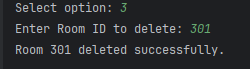 Select option: 3
Enter Room ID to delete: 301
Room 301 deleted successfully.